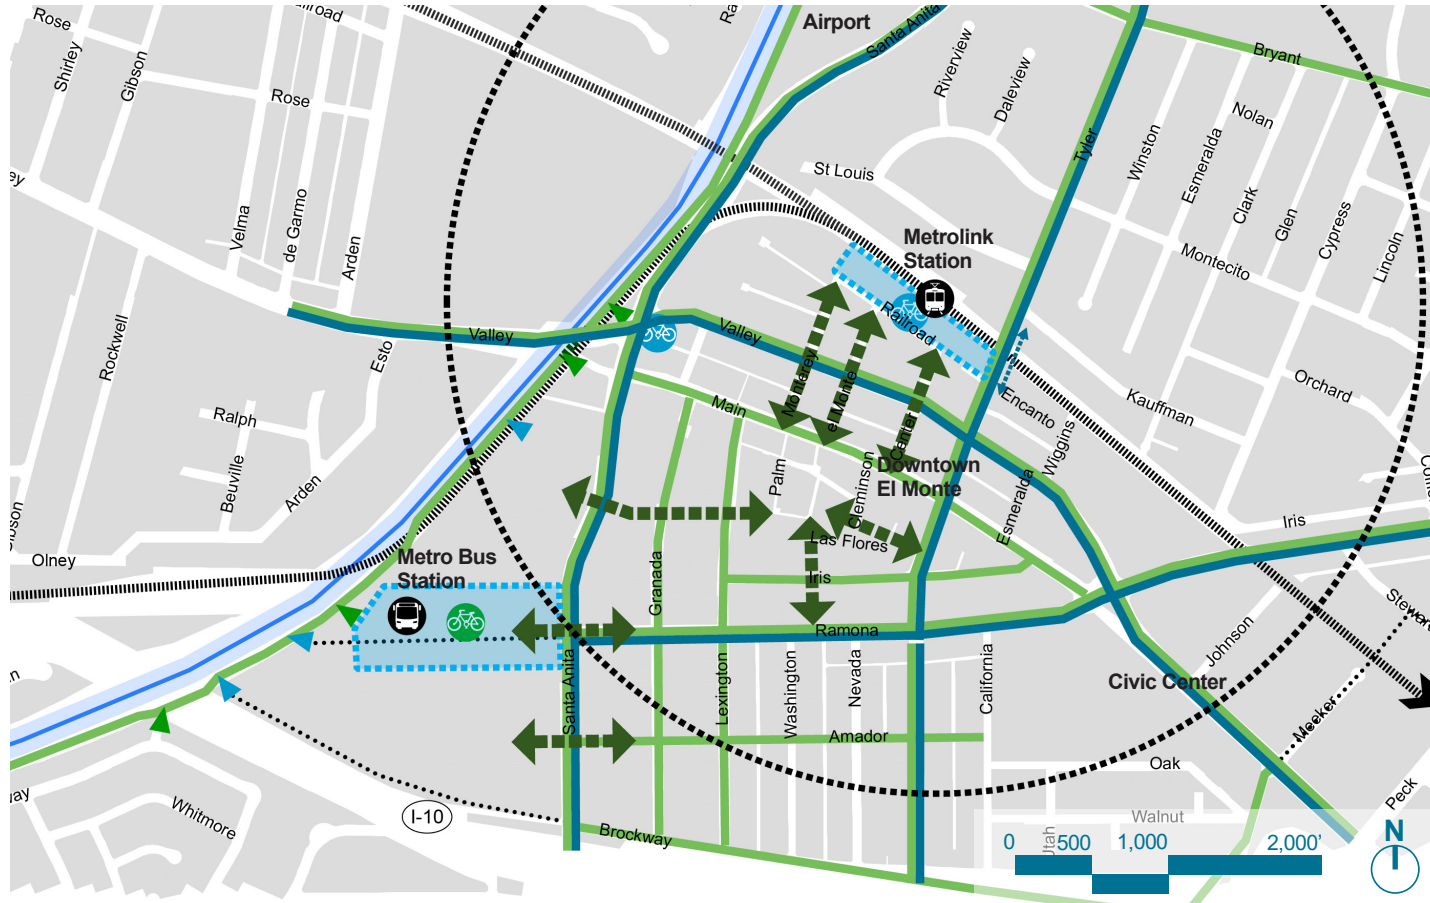 Rose
Shirley
Gibson
Rose
Airport
Santa Anita
Riverview
Daleview
Bryant
Nolan
Tyler
Winston
Esmeralda
Clark
Glen
Cypress
Lincoln
St Louis
Montecito
Velma
de Garmo
Arden
Metrolink
Station
Railroad
Rockwell
Valley
Valley
Esto
Monterey
el Monte
Center
Encanto
Kauffman
Orchard
Main
Wiggins
Ralph
Beuville
Arden
Palm
Cleminson
Downtown
El Monte
Esmeralda
Iris
Las Flores
Olney
Metro Bus
Station
Granada
Iris
Ramona
Johnson
Civic Center
Meeker
Santa Anita
Lexington
Washington
Nevada
California
Amador
Oak
Peck
Whitmore
I-10
Brockway
Walnut
Utah
0
500
1,000
2,000’
N